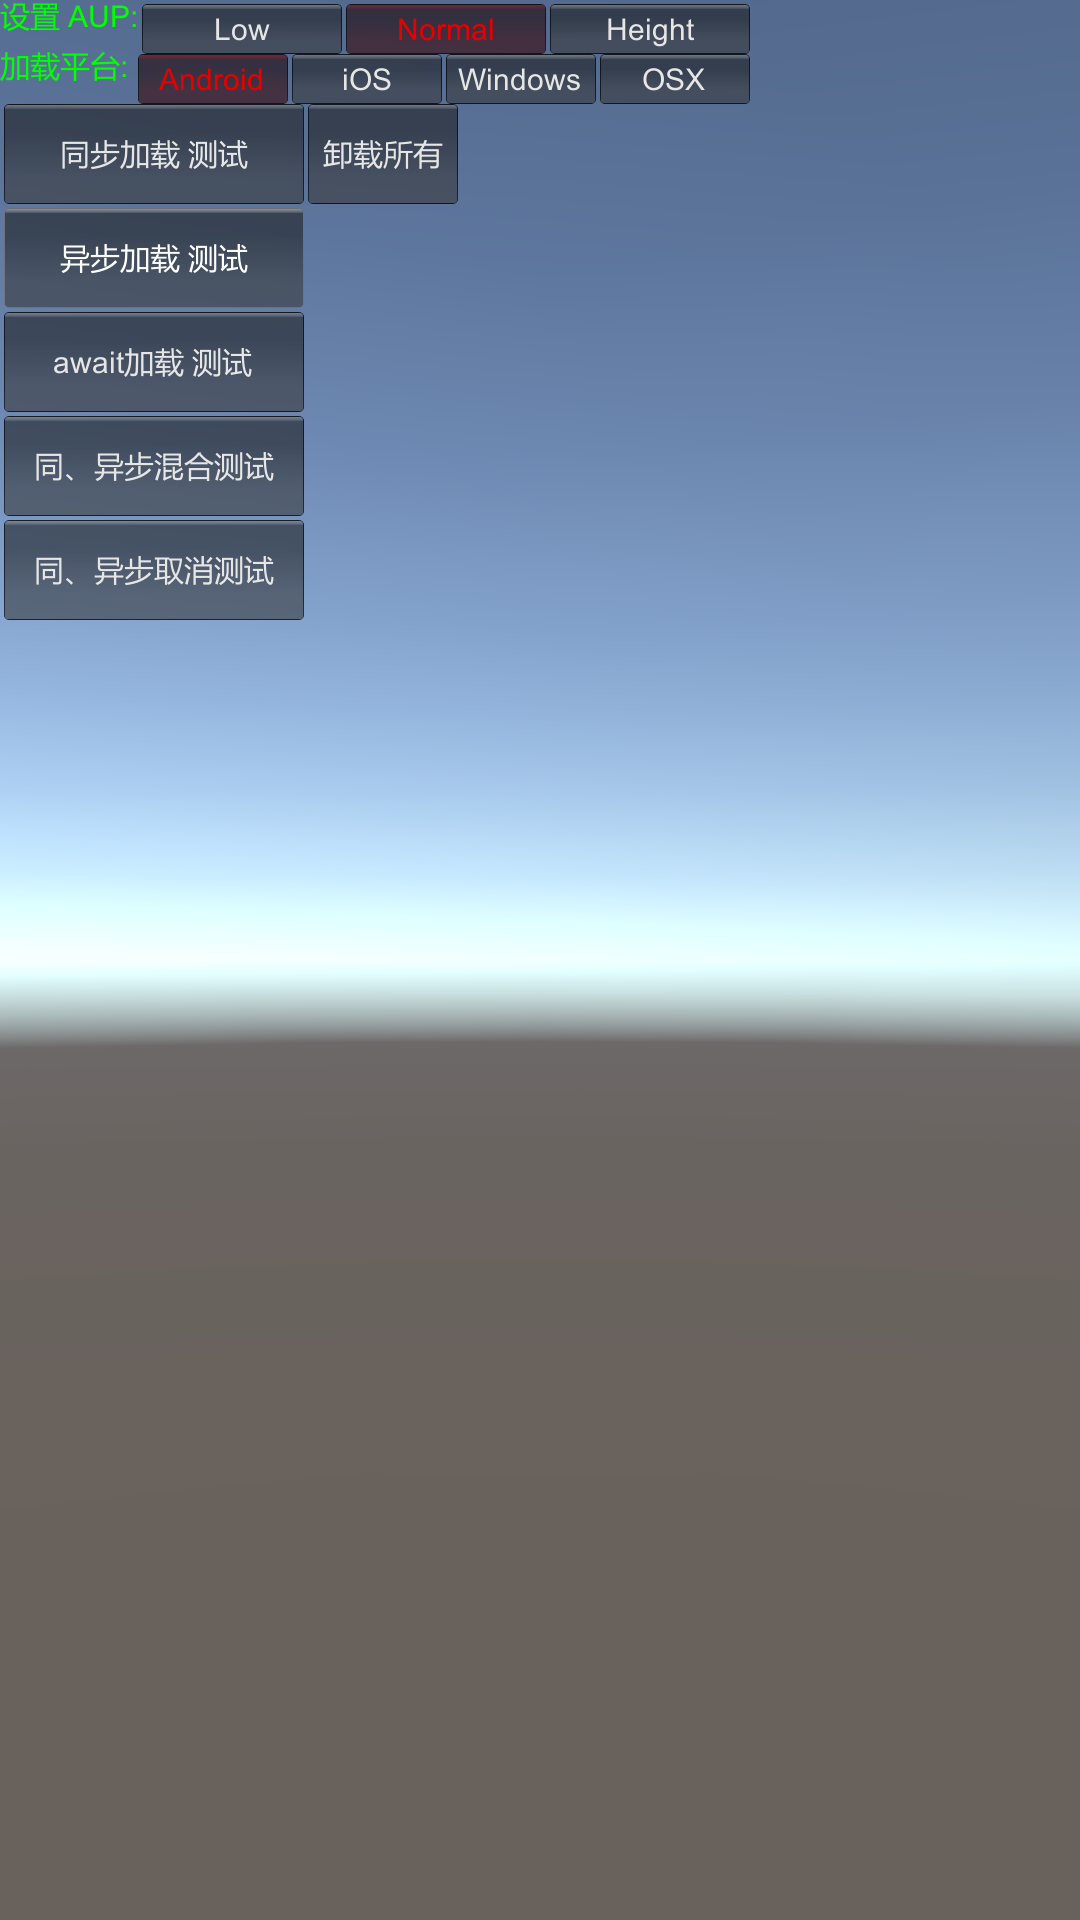 设置 AUP: Low Normal Height
加载平台: Android iOS Windows OSX
同步加载 测试 卸载所有
异步加载 测试
await加载 测试
同、异步混合测试
同、异步取消测试